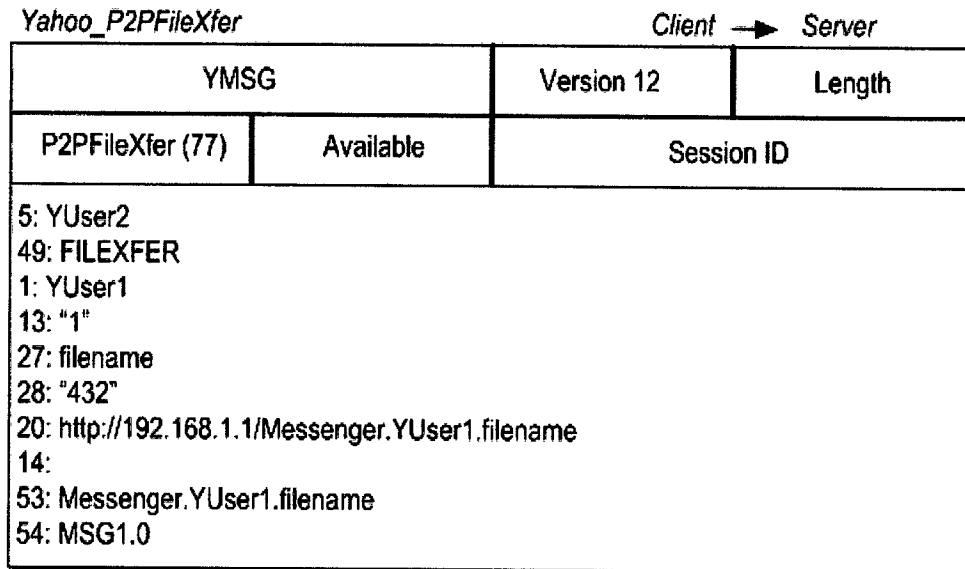 Yahoo_P2PFileXfer Client → Server
YMSG Version 12 Length
P2PFileXfer (77) Available Session ID
5: YUser2
49: FILEXFER
1: YUser1
13: "1"
27: filename
28: "432"
20: http://192.168.1.1/Messenger.YUser1.filename
14:
53: Messenger.YUser1.filename
54: MSG1.0